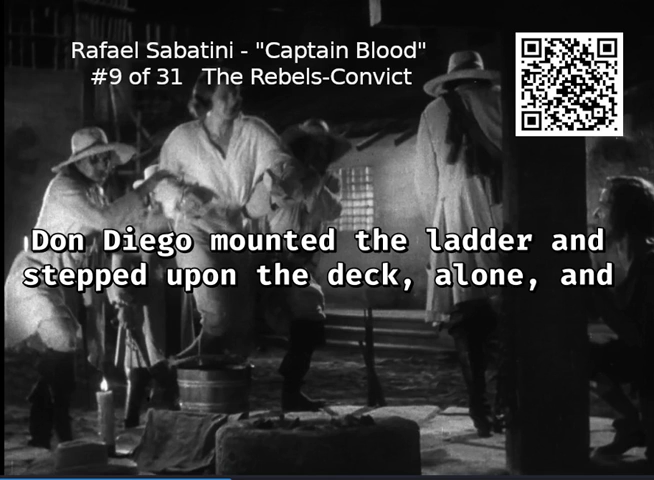 Rafael Sabatini - "Captain Blood"
#9 of 31 The Rebels-Convict
Don Diego mounted the ladder and
stepped upon the deck, alone, and